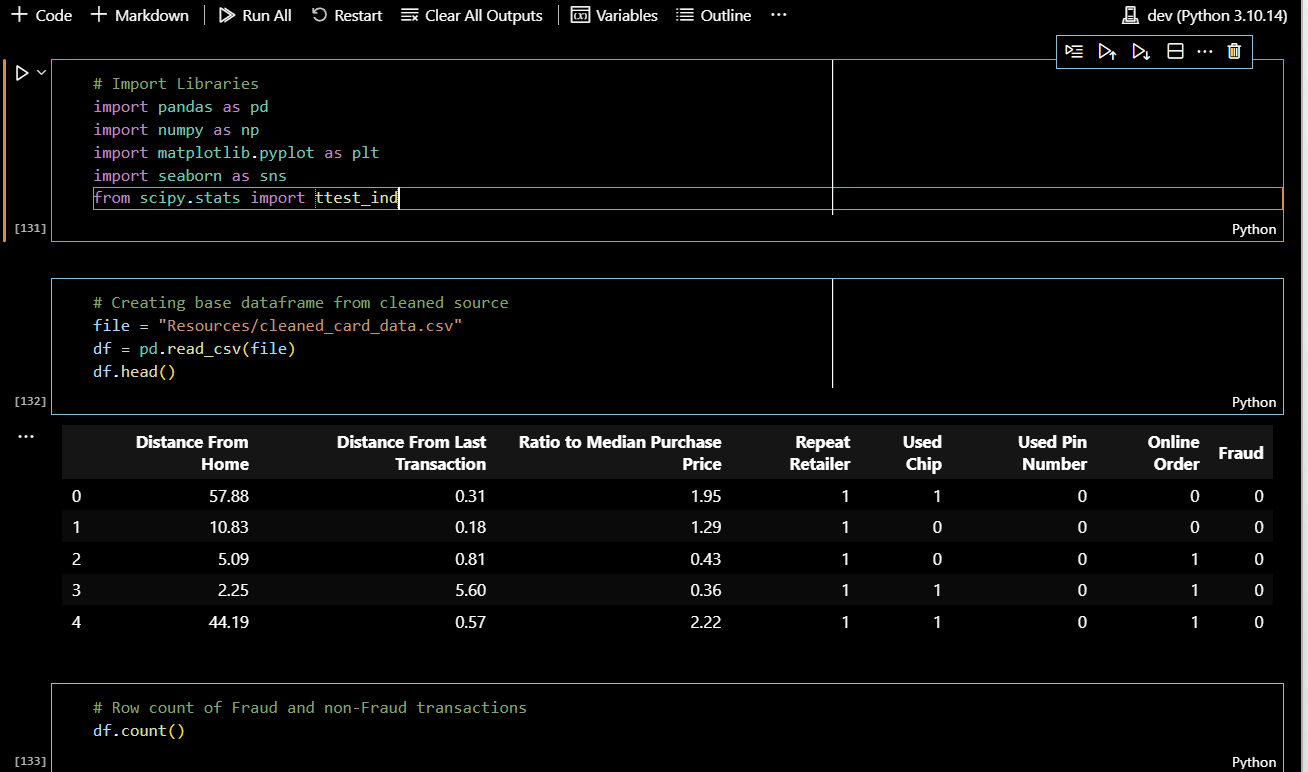 Code Markdown Run All Restart Clear All Outputs Variables Outline ... dev (Python 3.10.14)
# Import Libraries
import pandas as pd
import numpy as np
import matplotlib.pyplot as plt
import seaborn as sns
from scipy.stats import ttest_ind
[131] Python
# Creating base dataframe from cleaned source
file = "Resources/cleaned_card_data.csv"
df = pd.read_csv(file)
df.head()
[132] Python
...
Distance From Home Distance From Last Transaction Ratio to Median Purchase Price Repeat Retailer Used Chip Used Pin Number Online Order Fraud
0 57.88 0.31 1.95 1 1 0 0 0
1 10.83 0.18 1.29 1 0 0 0 0
2 5.09 0.81 0.43 1 0 0 1 0
3 2.25 5.60 0.36 1 1 0 1 0
4 44.19 0.57 2.22 1 1 0 1 0
# Row count of Fraud and non-Fraud transactions
df.count()
[133] Python